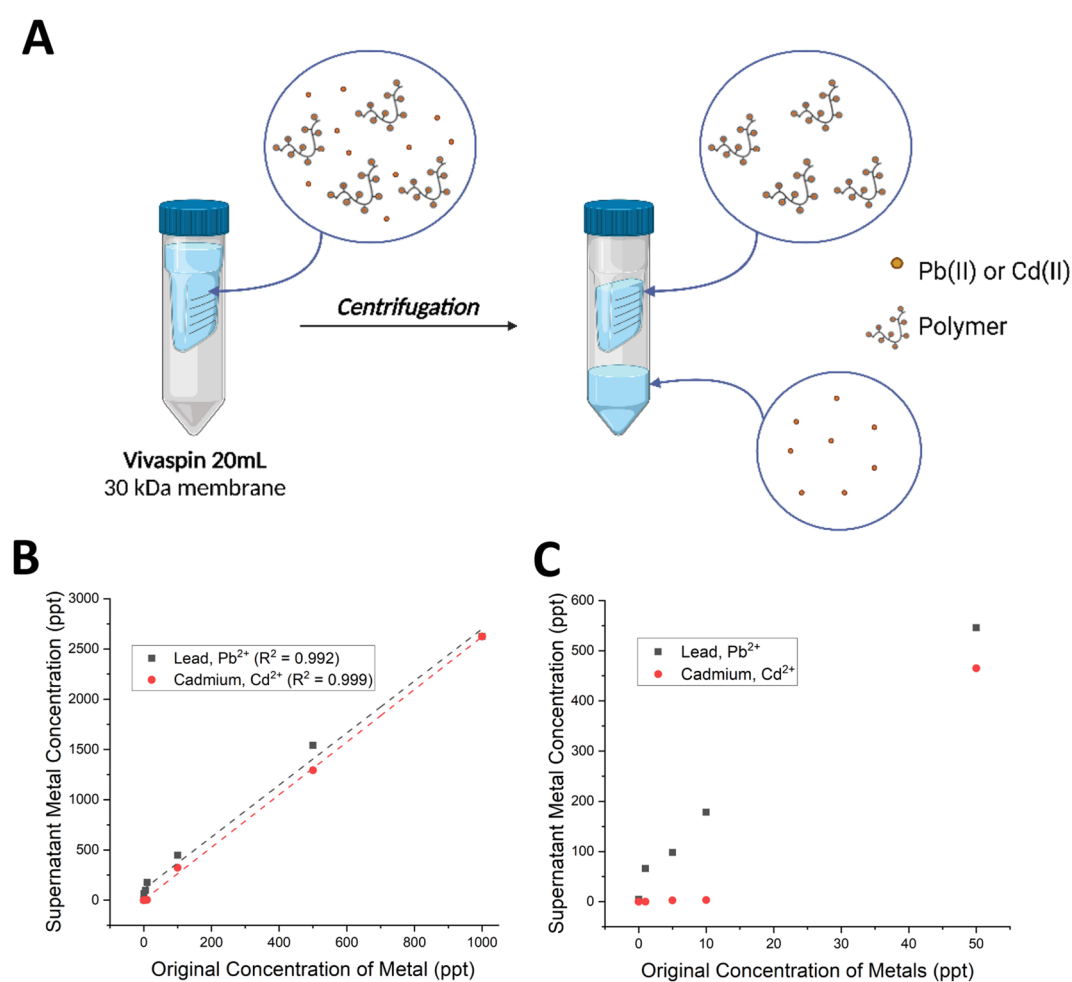 A
Centrifugation
Pb(II) or Cd(II)
Polymer
Vivaspin 20mL
30 kDa membrane
B
Supernatant Metal Concentration (ppt)
3000
2500
2000
1500
1000
500
0
Lead, Pb²⁺ (R² = 0.992)
Cadmium, Cd²⁺ (R² = 0.999)
0 200 400 600 800 1000
Original Concentration of Metal (ppt)
C
Supernatant Metal Concentration (ppt)
600
500
400
300
200
100
0
Lead, Pb²⁺
Cadmium, Cd²⁺
0 10 20 30 40 50
Original Concentration of Metals (ppt)